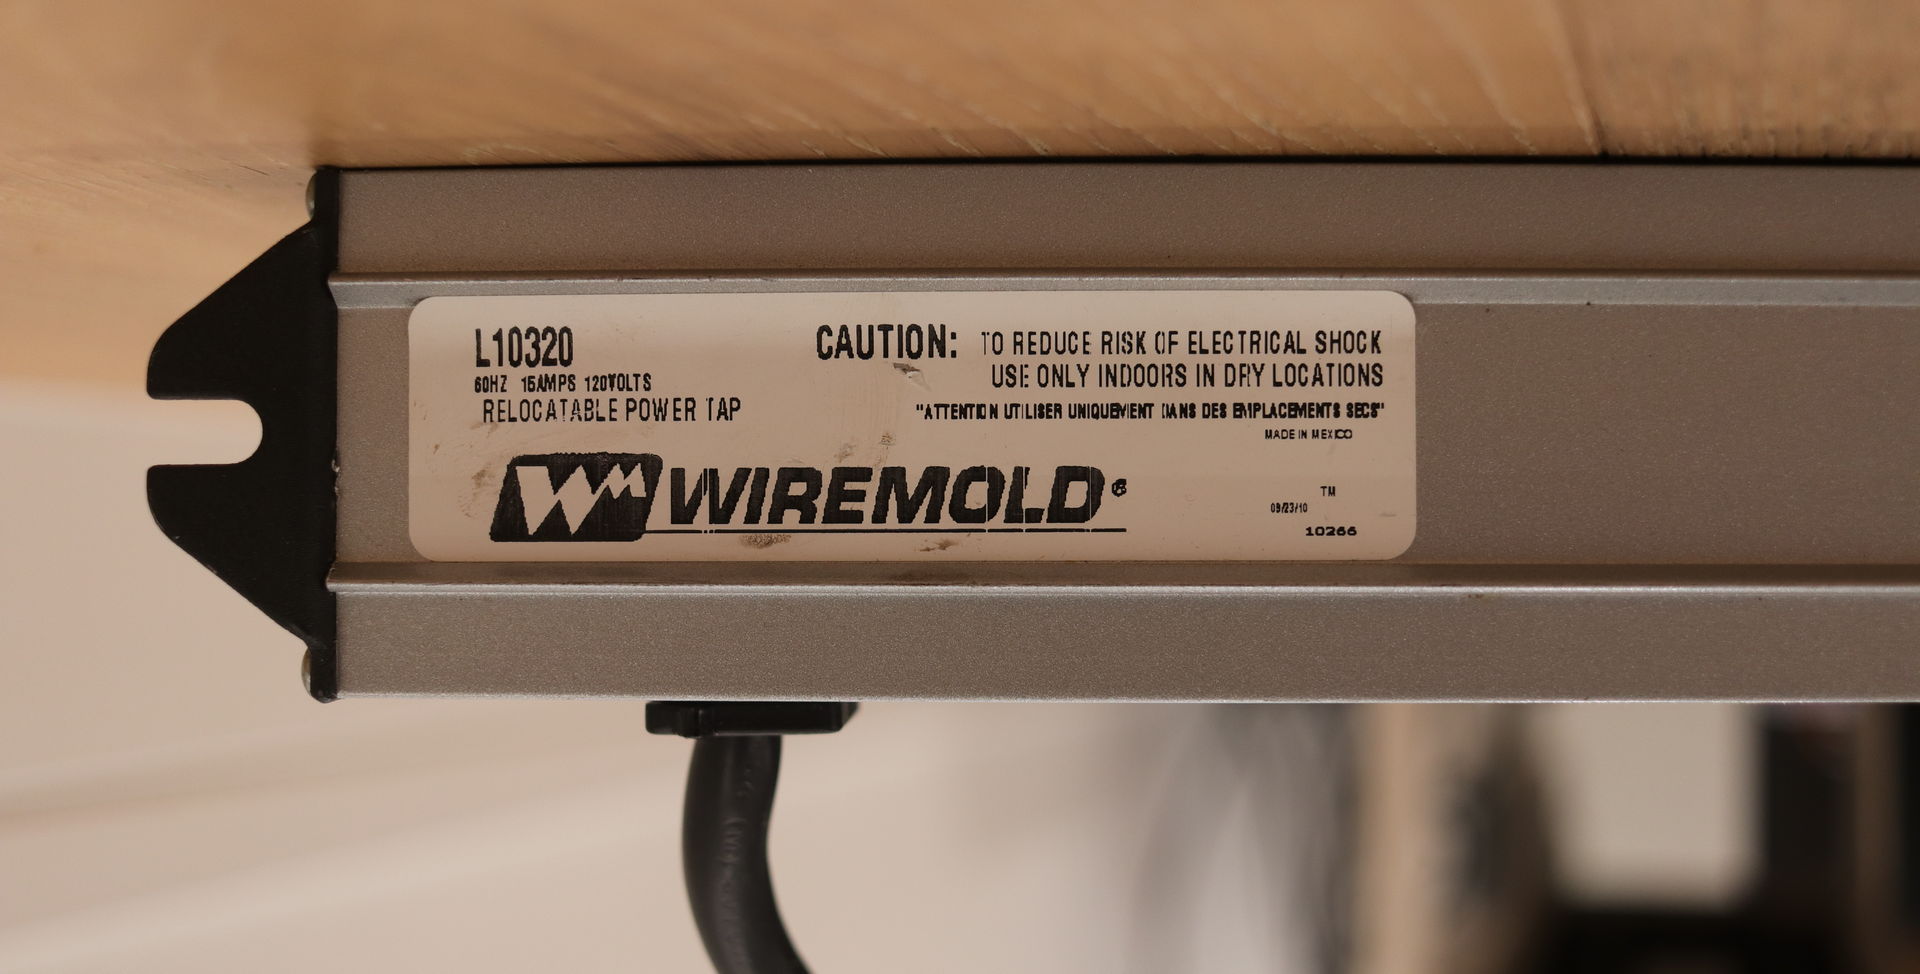 L10320
60HZ 15AMPS 120VOLTS
RELOCATABLE POWER TAP
CAUTION: TO REDUCE RISK OF ELECTRICAL SHOCK
USE ONLY INDOORS IN DRY LOCATIONS
"ATTENTION UTILISER UNIQUEMENT DANS DES EMPLACEMENTS SECS"
MADE IN MEXICO
WM WIREMOLD®
TM
09/23/10
10266